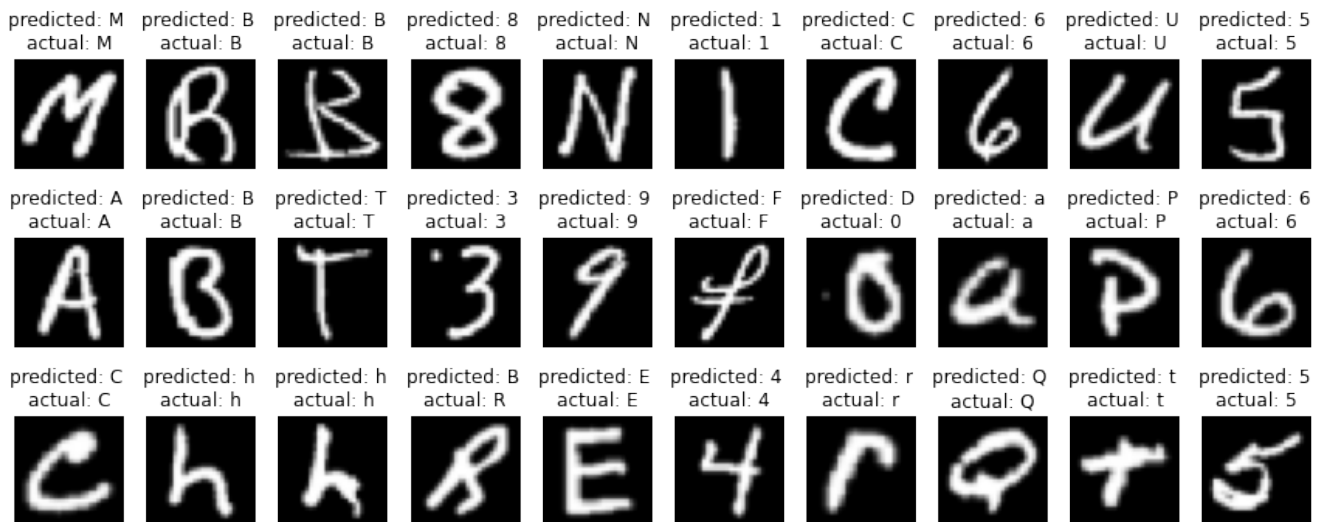 predicted: M predicted: B predicted: B predicted: 8 predicted: N predicted: 1 predicted: C predicted: 6 predicted: U predicted: 5
actual: M actual: B actual: B actual: 8 actual: N actual: 1 actual: C actual: 6 actual: U actual: 5
M B B 8 N 1 C 6 U 5
predicted: A predicted: B predicted: T predicted: 3 predicted: 9 predicted: F predicted: D predicted: a predicted: P predicted: 6
actual: A actual: B actual: T actual: 3 actual: 9 actual: F actual: 0 actual: a actual: P actual: 6
A B T 3 9 F 0 a P 6
predicted: C predicted: h predicted: h predicted: B predicted: E predicted: 4 predicted: r predicted: Q predicted: t predicted: 5
actual: C actual: h actual: h actual: R actual: E actual: 4 actual: r actual: Q actual: t actual: 5
C h h R E 4 r Q t 5